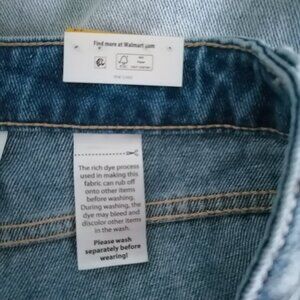 Find more at Walmart.com
The rich dye process
used in making this
fabric can rub off
onto other items
before washing.
During washing, the
dye may bleed and
discolor other items
in the wash.
Please wash
separately before
wearing!